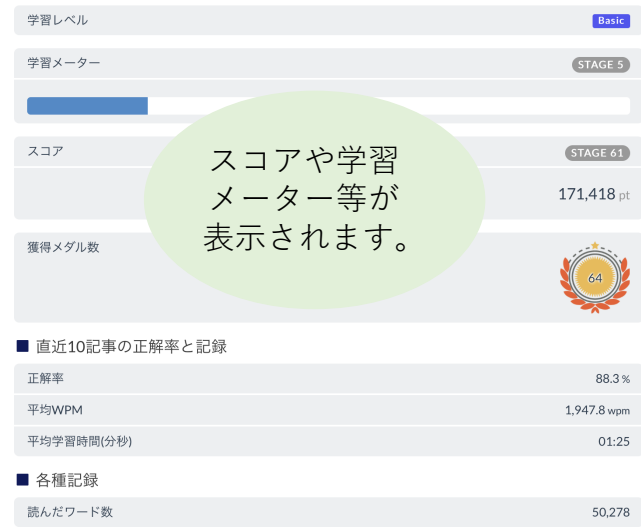 学習レベル Basic
学習メーター STAGE 5
スコア STAGE 61
171,418 pt
スコアや学習
メーター等が
表示されます。
獲得メダル数
64
■ 直近10記事の正解率と記録
正解率 88.3 %
平均WPM 1,947.8 wpm
平均学習時間(分秒) 01:25
■ 各種記録
読んだワード数 50,278